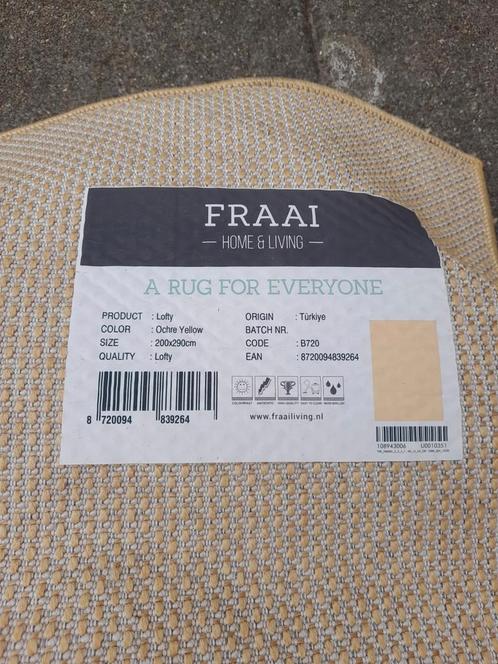 FRAAI
HOME & LIVING
A RUG FOR EVERYONE
PRODUCT : Lofty
COLOR : Ochre Yellow
SIZE : 200x290cm
QUALITY : Lofty
ORIGIN : Türkiye
BATCH NR.
CODE : B720
EAN : 8720094839264
8 720094 839264
www.fraailiving.nl
108943006 U0010351